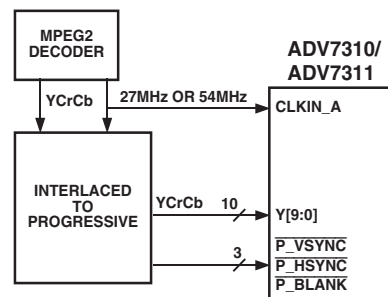 MPEG2
DECODER
ADV7310/
ADV7311
YCrCb
27MHz OR 54MHz
CLKIN_A
INTERLACED
TO
PROGRESSIVE
YCrCb
10
Y[9:0]
3
P_VSYNC
P_HSYNC
P_BLANK